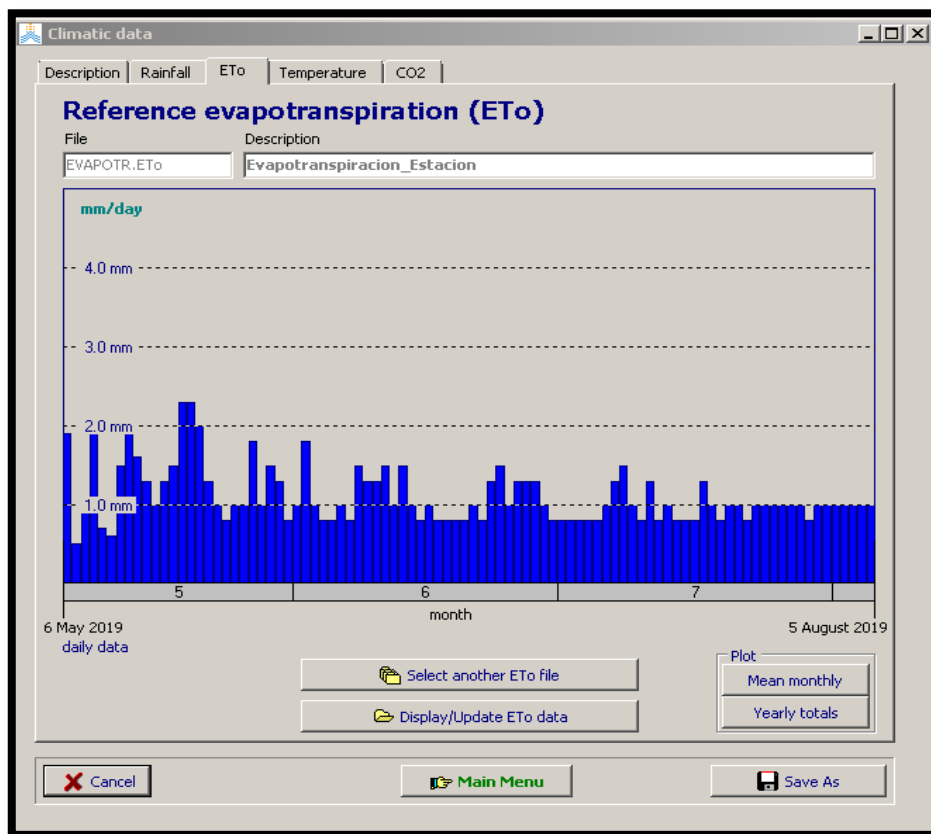 Climatic data
Description Rainfall ETo Temperature CO2
Reference evapotranspiration (ETo)
File Description
EVAPOTR.ETo Evapotranspiracion_Estacion
mm/day
4.0 mm
3.0 mm
2.0 mm
1.0 mm
5 6 7
month
6 May 2019 5 August 2019
daily data
Plot
Select another ETo file Mean monthly
Display/Update ETo data Yearly totals
Cancel Main Menu Save As